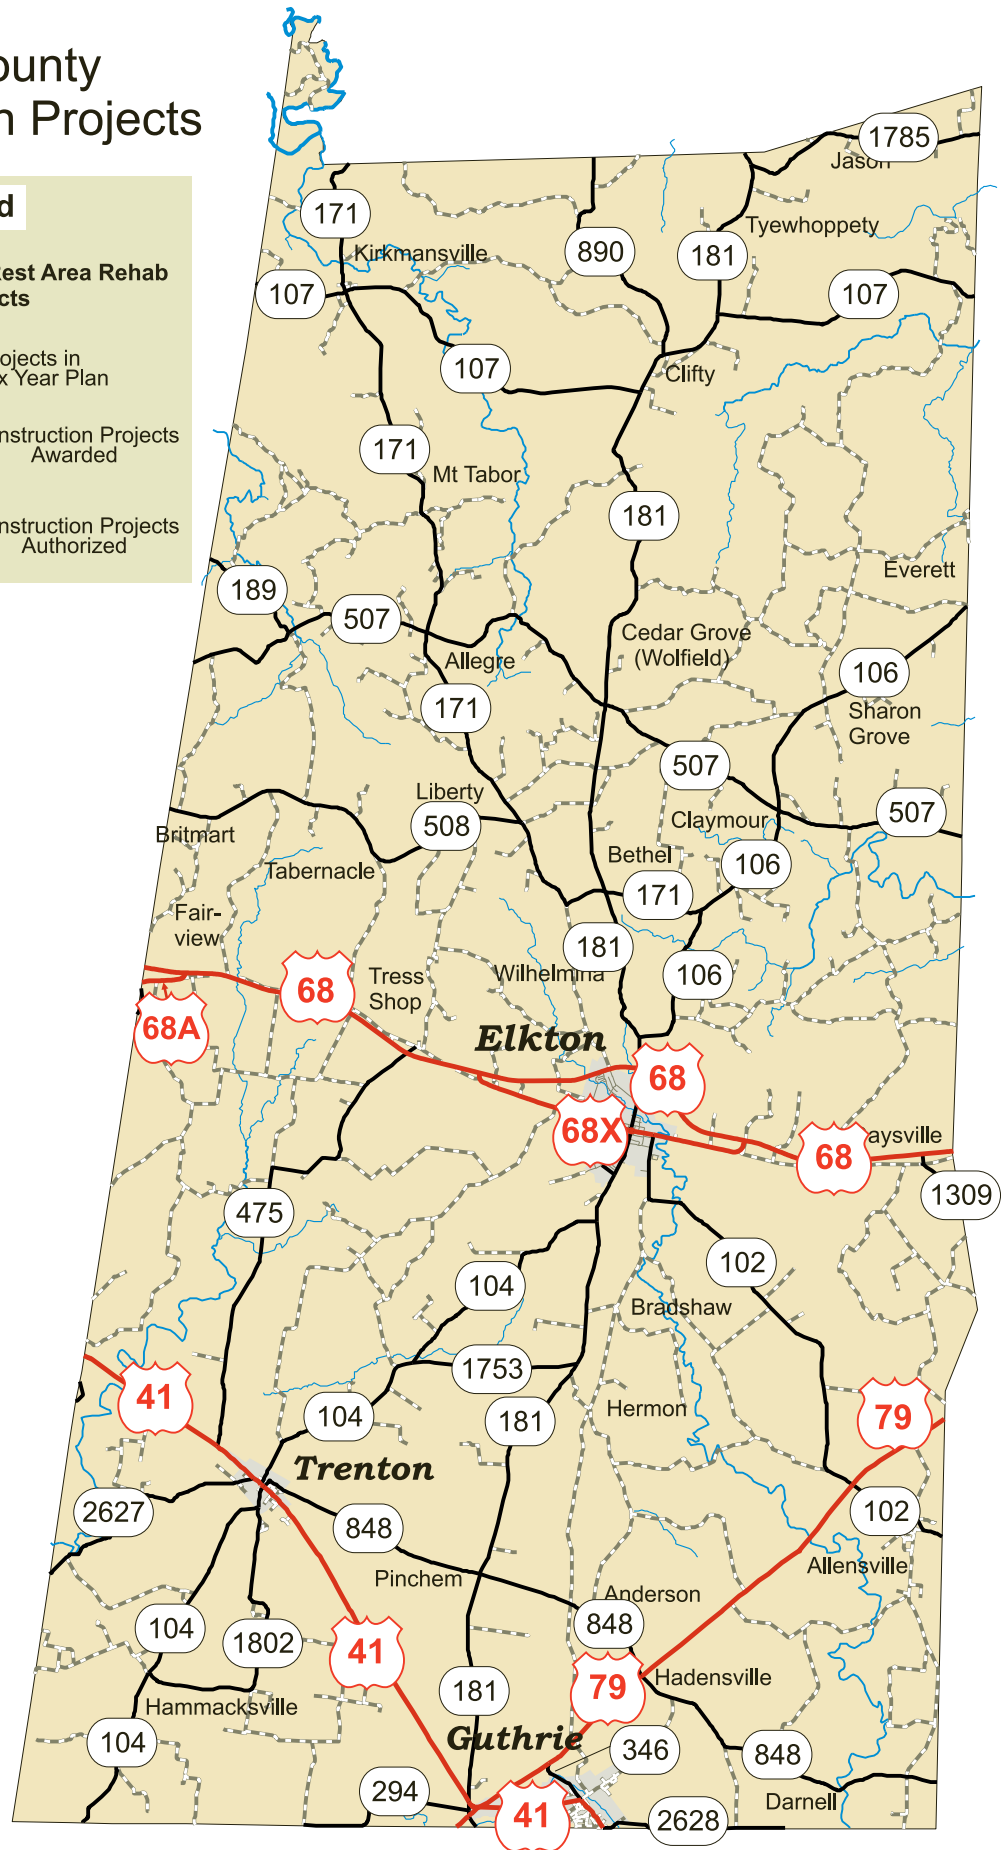 ounty
n Projects
d
Rest Area Rehab
cts
ojects in
x Year Plan
nstruction Projects
Awarded
nstruction Projects
Authorized
1785
Jason
171
Tyewhoppety
Kirkmansville
890
181
107
107
107
Clifty
171
Mt Tabor
181
Everett
189
507
Cedar Grove
(Wolfield)
Allegre
106
171
Sharon
Grove
507
Liberty
508
Claymour
507
Britmart
Bethel
106
Tabernacle
171
Fair-
view
181
Wilhelmina
106
68
Tress
Shop
68A
Elkton
68
68X
aysville
68
1309
475
102
104
Bradshaw
1753
41
104
181
Hermon
79
Trenton
2627
848
102
Pinchem
Allensville
Anderson
848
104
1802
41
Hadensville
79
181
Hammacksville
104
Guthrie
346
848
294
41
Darnell
2628